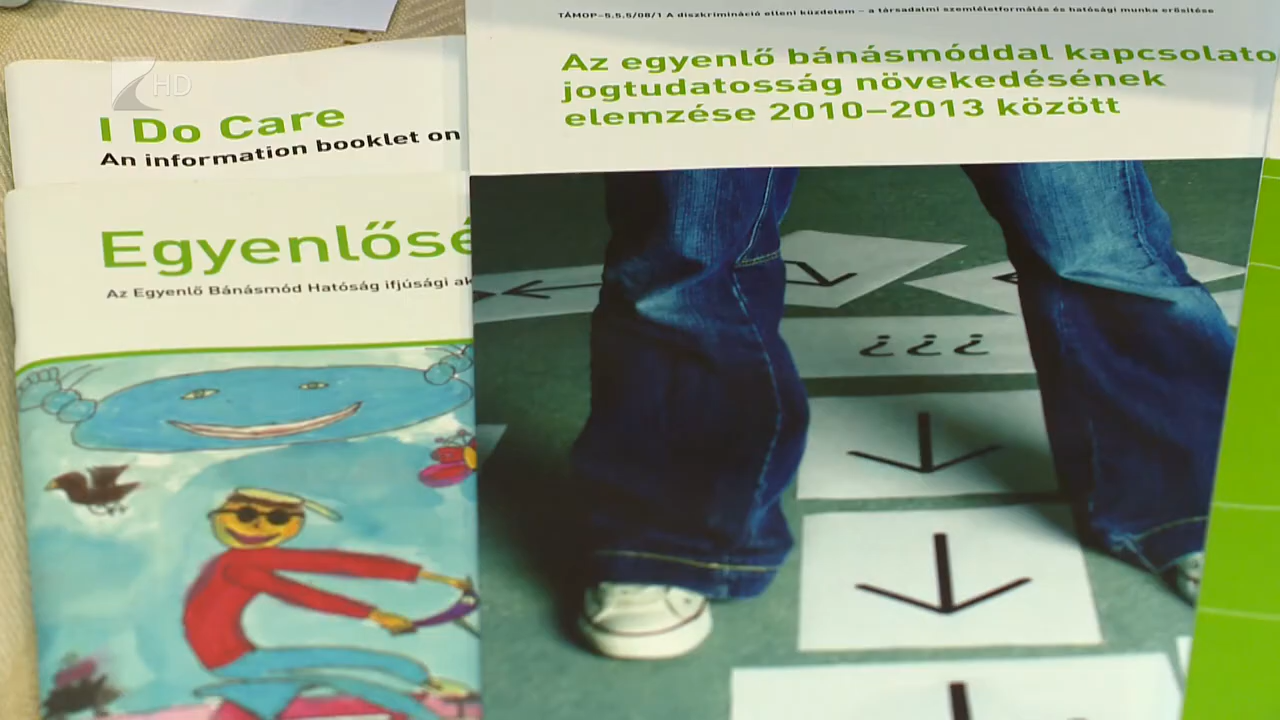 TÁMOP-5.5.5/08/1 A diszkrimináció elleni küzdelem – a társadalmi szemléletformálás és hatósági munka erősítése
Az egyenlő bánásmóddal kapcsolato
jogtudatosság növekedésének
elemzése 2010–2013 között
HD
I Do Care
An information booklet on
Egyenlősé
Az Egyenlő Bánásmód Hatóság ifjúsági ak
¿¿¿